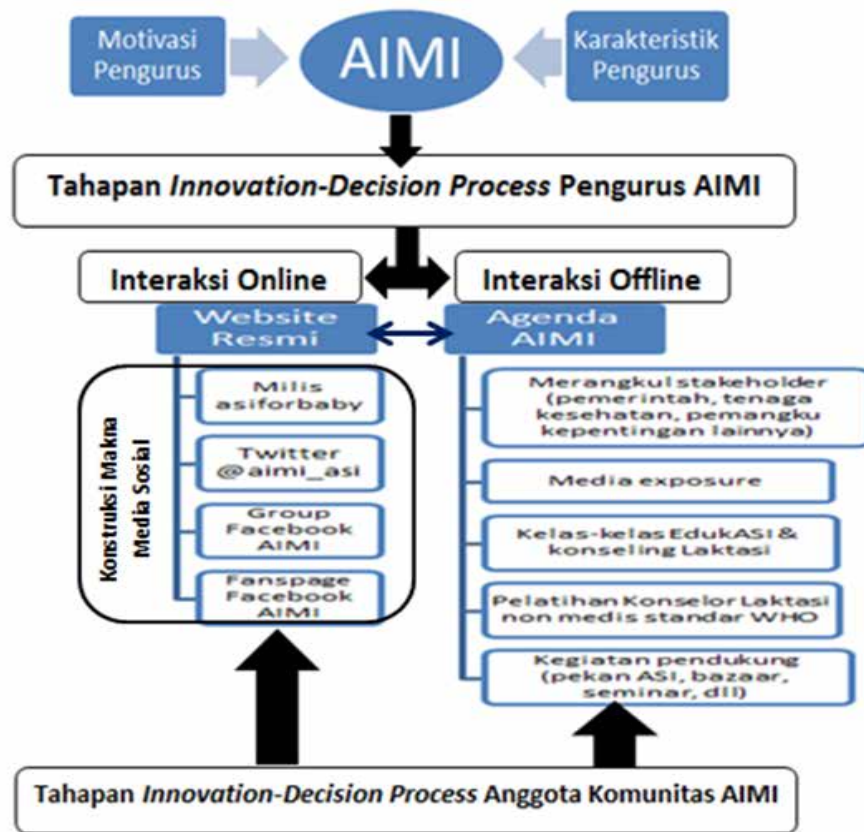 Motivasi
Pengurus
AIMI
Karakteristik
Pengurus
Tahapan Innovation-Decision Process Pengurus AIMI
Interaksi Online
Interaksi Offline
Website
Resmi
Agenda
AIMI
Konstruksi Makna
Media Sosial
Milis
asiforbaby
Twitter
@aimi_asi
Group
Facebook
AIMI
Fanspage
Facebook
AIMI
Merangkul stakeholder
(pemerintah, tenaga
kesehatan, pemangku
kepentingan lainnya)
Media exposure
Kelas-kelas EdukASI &
konseling Laktasi
Pelatihan Konselor Laktasi
non medis standar WHO
Kegiatan pendukung
(pekan ASI, bazaar,
seminar, dll)
Tahapan Innovation-Decision Process Anggota Komunitas AIMI